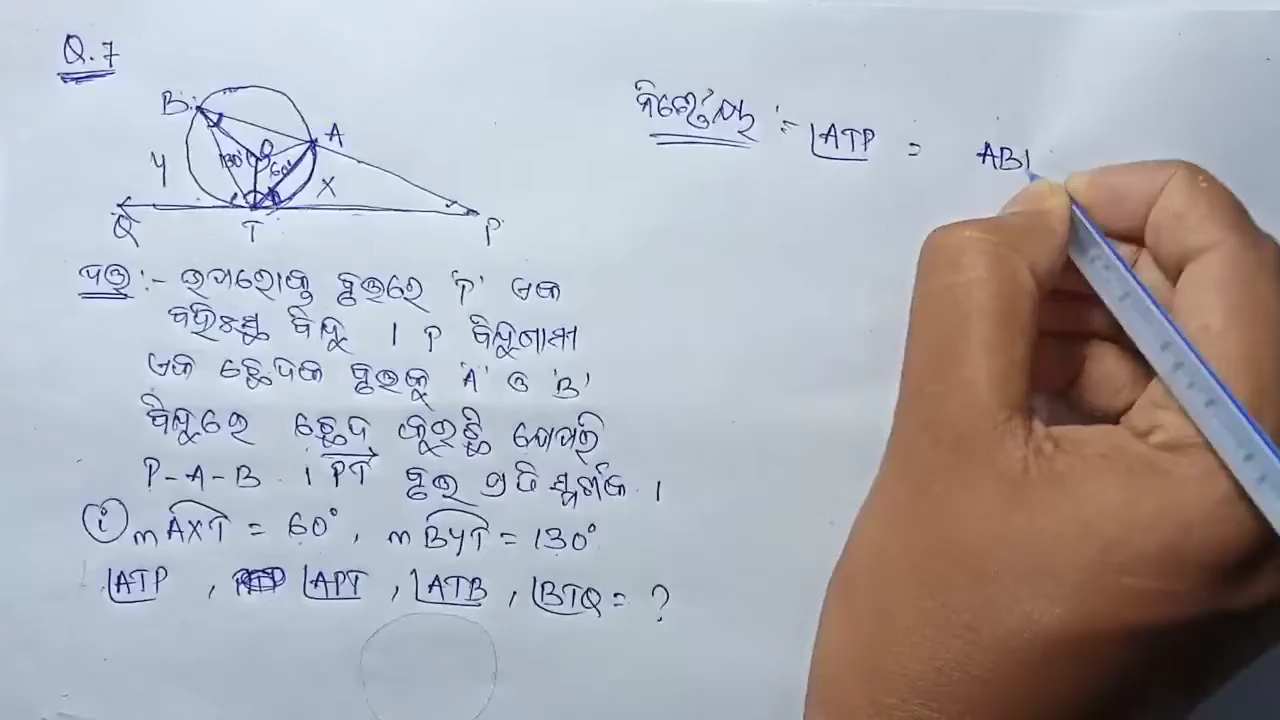 Q.7
B
A
O
130°
60°
y
X
Q
T
P
ଦତ୍ତ :- ଉପରୋକ୍ତ ବୃତ୍ତରେ 'P' ଏକ
ବହିଃସ୍ଥ ବିନ୍ଦୁ । P ବିନ୍ଦୁଗାମୀ
ଏକ ଛେଦକ ବୃତ୍ତକୁ 'A' ଓ 'B'
ବିନ୍ଦୁରେ ଛେଦ କରୁଛି ଯେପରି
P-A-B । PT ବୃତ୍ତ ପ୍ରତି ସ୍ପର୍ଶକ ।
(i) mAXT = 60°, mByT = 130°
∠ATP , ∠APT , ∠ATB , ∠BTQ = ?
ନିର୍ଣ୍ଣେୟ :- ∠ATP = AB